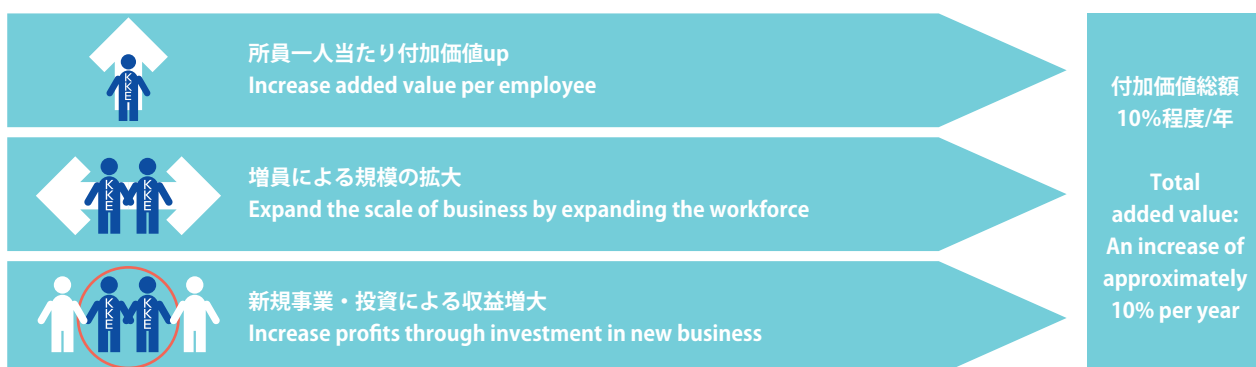 KKE
所員一人当たり付加価値up
Increase added value per employee
KKE
KKE
増員による規模の拡大
Expand the scale of business by expanding the workforce
KKE
KKE
新規事業・投資による収益増大
Increase profits through investment in new business
付加価値総額
10%程度/年
Total
added value:
An increase of
approximately
10% per year